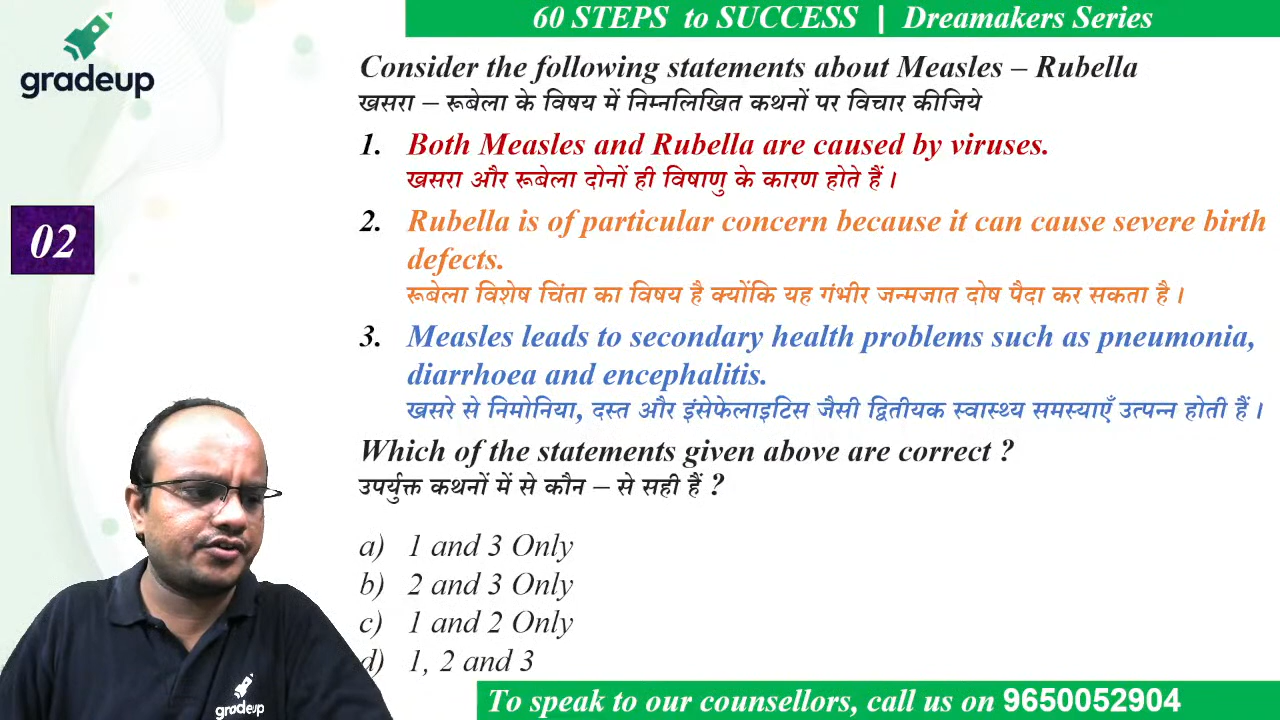 60 STEPS to SUCCESS | Dreamakers Series
gradeup
Consider the following statements about Measles – Rubella
खसरा – रूबेला के विषय में निम्नलिखित कथनों पर विचार कीजिये
1. Both Measles and Rubella are caused by viruses.
खसरा और रूबेला दोनों ही विषाणु के कारण होते हैं।
02
2. Rubella is of particular concern because it can cause severe birth
defects.
रूबेला विशेष चिंता का विषय है क्योंकि यह गंभीर जन्मजात दोष पैदा कर सकता है।
3. Measles leads to secondary health problems such as pneumonia,
diarrhoea and encephalitis.
खसरे से निमोनिया, दस्त और इंसेफेलाइटिस जैसी द्वितीयक स्वास्थ्य समस्याएँ उत्पन्न होती हैं।
Which of the statements given above are correct ?
उपर्युक्त कथनों में से कौन – से सही हैं ?
a) 1 and 3 Only
b) 2 and 3 Only
c) 1 and 2 Only
d) 1, 2 and 3
gradeup
To speak to our counsellors, call us on 9650052904